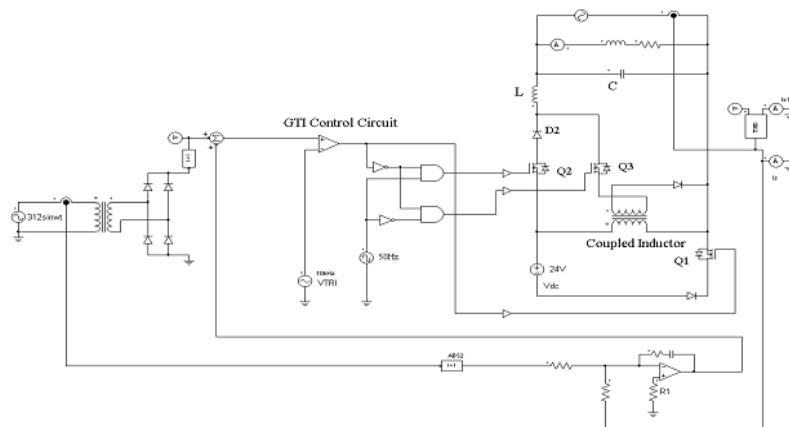 L
C
GTI Control Circuit
D2
Q2
Q3
312sinwt
50Hz
Coupled Inductor
Q1
24V
Vdc
VTRI
R1